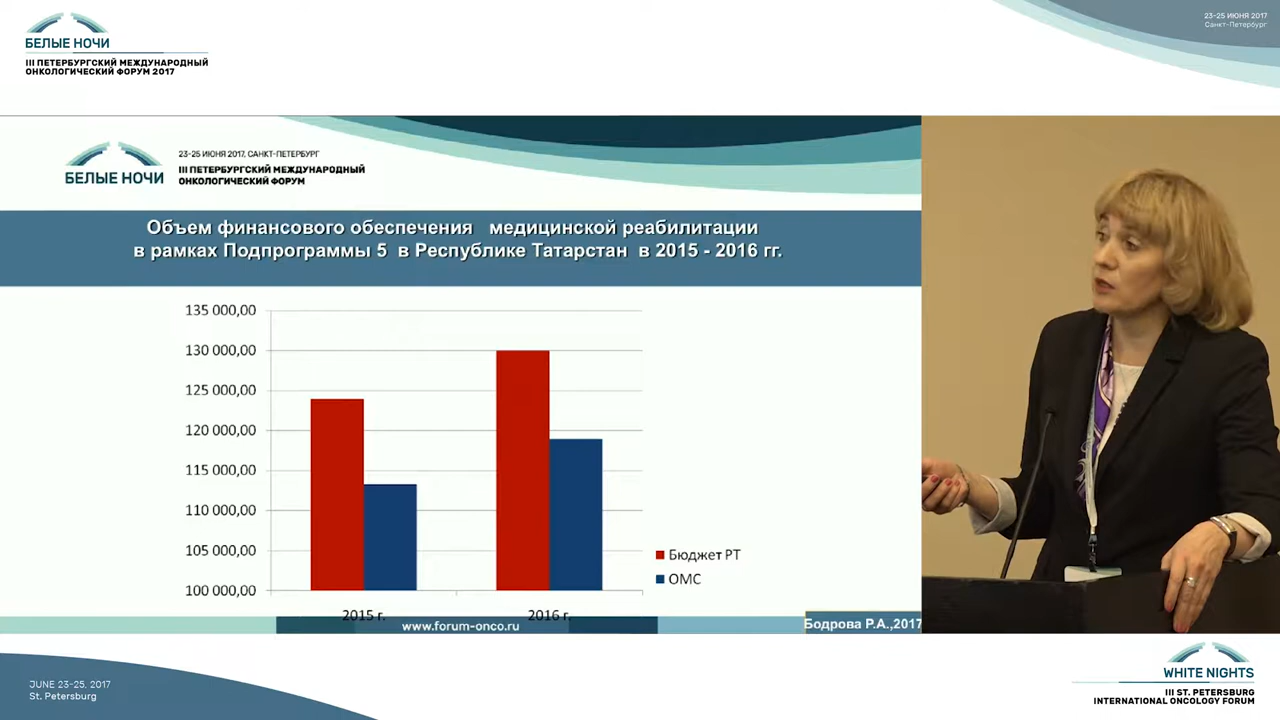 БЕЛЫЕ НОЧИ
III ПЕТЕРБУРГСКИЙ МЕЖДУНАРОДНЫЙ
ОНКОЛОГИЧЕСКИЙ ФОРУМ 2017
23-25 ИЮНЯ 2017
Санкт-Петербург
БЕЛЫЕ НОЧИ
23-25 ИЮНЯ 2017, САНКТ-ПЕТЕРБУРГ
III ПЕТЕРБУРГСКИЙ МЕЖДУНАРОДНЫЙ
ОНКОЛОГИЧЕСКИЙ ФОРУМ
Объем финансового обеспечения медицинской реабилитации
в рамках Подпрограммы 5 в Республике Татарстан в 2015 - 2016 гг.
135 000,00
130 000,00
125 000,00
120 000,00
115 000,00
110 000,00
105 000,00
100 000,00
2015 г.
2016 г.
Бюджет РТ
ОМС
www.forum-onco.ru
Бодрова Р.А.,2017
JUNE 23-25, 2017
St. Petersburg
WHITE NIGHTS
III ST. PETERSBURG
INTERNATIONAL ONCOLOGY FORUM